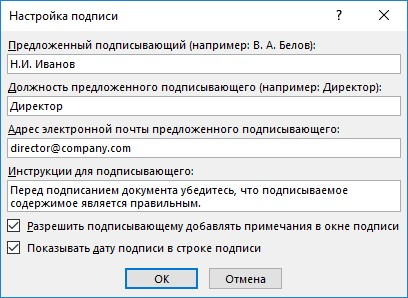 Настройка подписи
Предложенный подписывающий (например: В. А. Белов):
Н.И. Иванов
Должность предложенного подписывающего (например: Директор):
Директор
Адрес электронной почты предложенного подписывающего:
director@company.com
Инструкции для подписывающего:
Перед подписанием документа убедитесь, что подписываемое
содержимое является правильным.
Разрешить подписывающему добавлять примечания в окне подписи
Показывать дату подписи в строке подписи
ОК Отмена